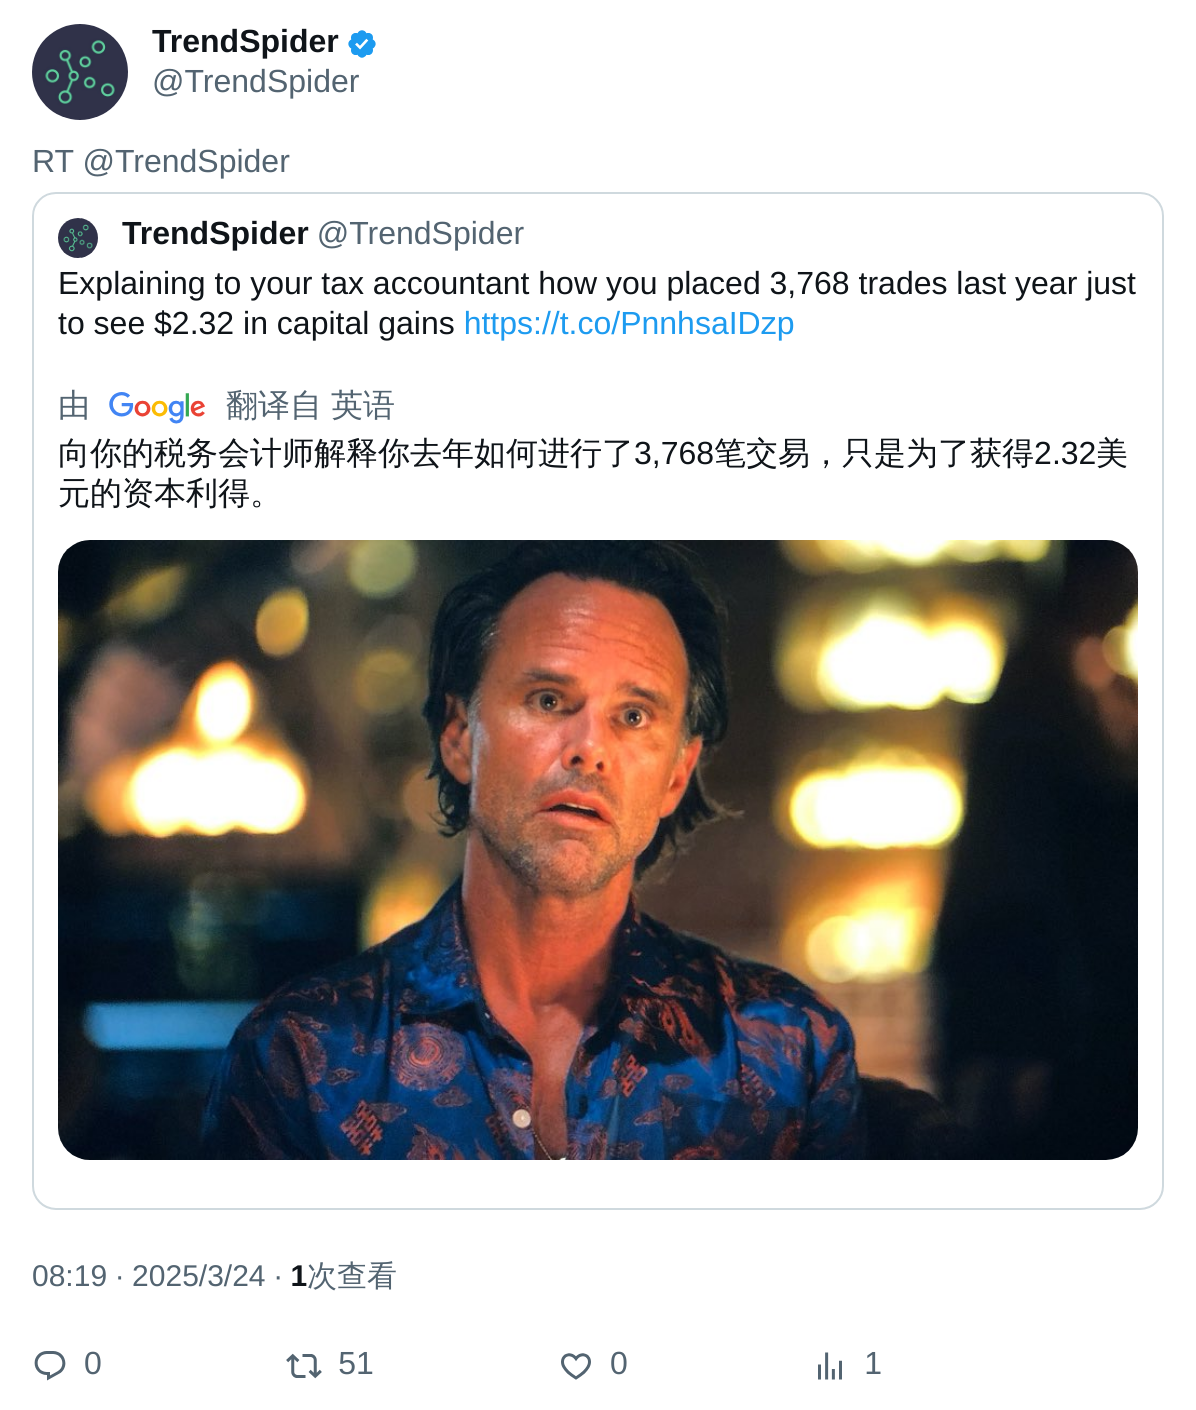 TrendSpider
@TrendSpider
RT @TrendSpider
TrendSpider @TrendSpider
Explaining to your tax accountant how you placed 3,768 trades last year just
to see $2.32 in capital gains https://t.co/PnnhsaIDzp
由 Google 翻译自 英语
向你的税务会计师解释你去年如何进行了3,768笔交易，只是为了获得2.32美
元的资本利得。
08:19 · 2025/3/24 · 1次查看
0 51 0 1